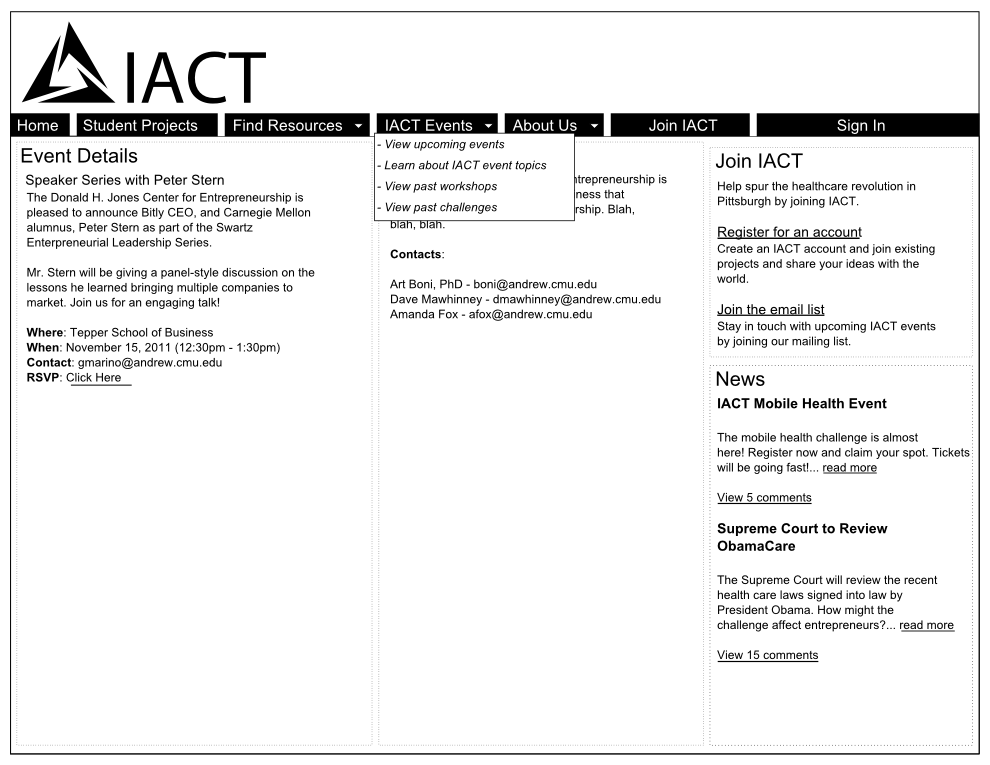 IACT
Home
Student Projects
Find Resources
IACT Events
About Us
Join IACT
Sign In
- View upcoming events
- Learn about IACT event topics
- View past workshops
- View past challenges
Event Details
Speaker Series with Peter Stern
The Donald H. Jones Center for Entrepreneurship is
pleased to announce Bitly CEO, and Carnegie Mellon
alumnus, Peter Stern as part of the Swartz
Enterpreneurial Leadership Series.
Mr. Stern will be giving a panel-style discussion on the
lessons he learned bringing multiple companies to
market. Join us for an engaging talk!
Where: Tepper School of Business
When: November 15, 2011 (12:30pm - 1:30pm)
Contact: gmarino@andrew.cmu.edu
RSVP: Click Here
ntrepreneurship is
ness that
rship. Blah,
blah, blah.
Contacts:
Art Boni, PhD - boni@andrew.cmu.edu
Dave Mawhinney - dmawhinney@andrew.cmu.edu
Amanda Fox - afox@andrew.cmu.edu
Join IACT
Help spur the healthcare revolution in
Pittsburgh by joining IACT.
Register for an account
Create an IACT account and join existing
projects and share your ideas with the
world.
Join the email list
Stay in touch with upcoming IACT events
by joining our mailing list.
News
IACT Mobile Health Event
The mobile health challenge is almost
here! Register now and claim your spot. Tickets
will be going fast!... read more
View 5 comments
Supreme Court to Review
ObamaCare
The Supreme Court will review the recent
health care laws signed into law by
President Obama. How might the
challenge affect entrepreneurs?... read more
View 15 comments